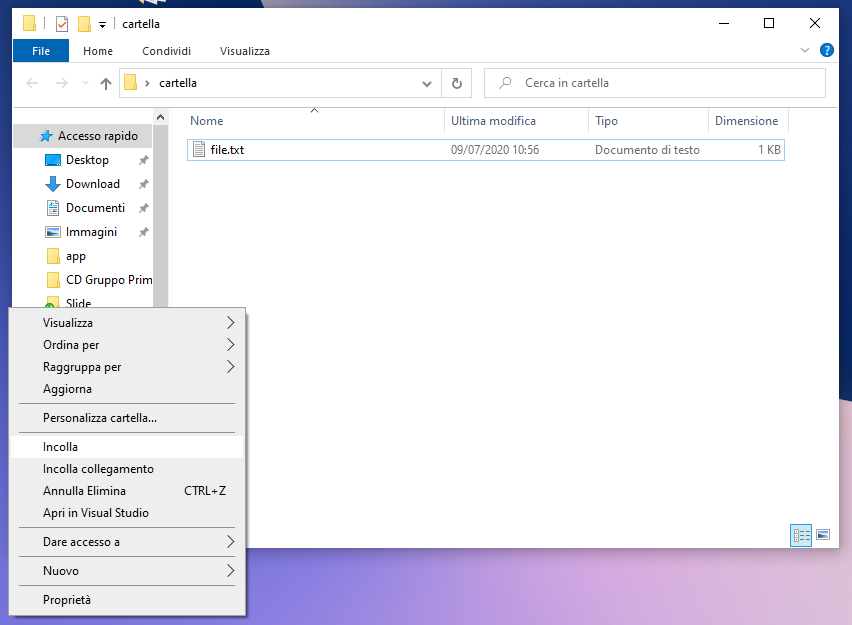 cartella
File Home Condividi Visualizza
cartella
Cerca in cartella
Nome Ultima modifica Tipo Dimensione
file.txt 09/07/2020 10:56 Documento di testo 1 KB
Accesso rapido
Desktop
Download
Documenti
Immagini
app
CD Gruppo Prim
Slide
Visualizza
Ordina per
Raggruppa per
Aggiorna
Personalizza cartella...
Incolla
Incolla collegamento
Annulla Elimina CTRL+Z
Apri in Visual Studio
Dare accesso a
Nuovo
Proprietà